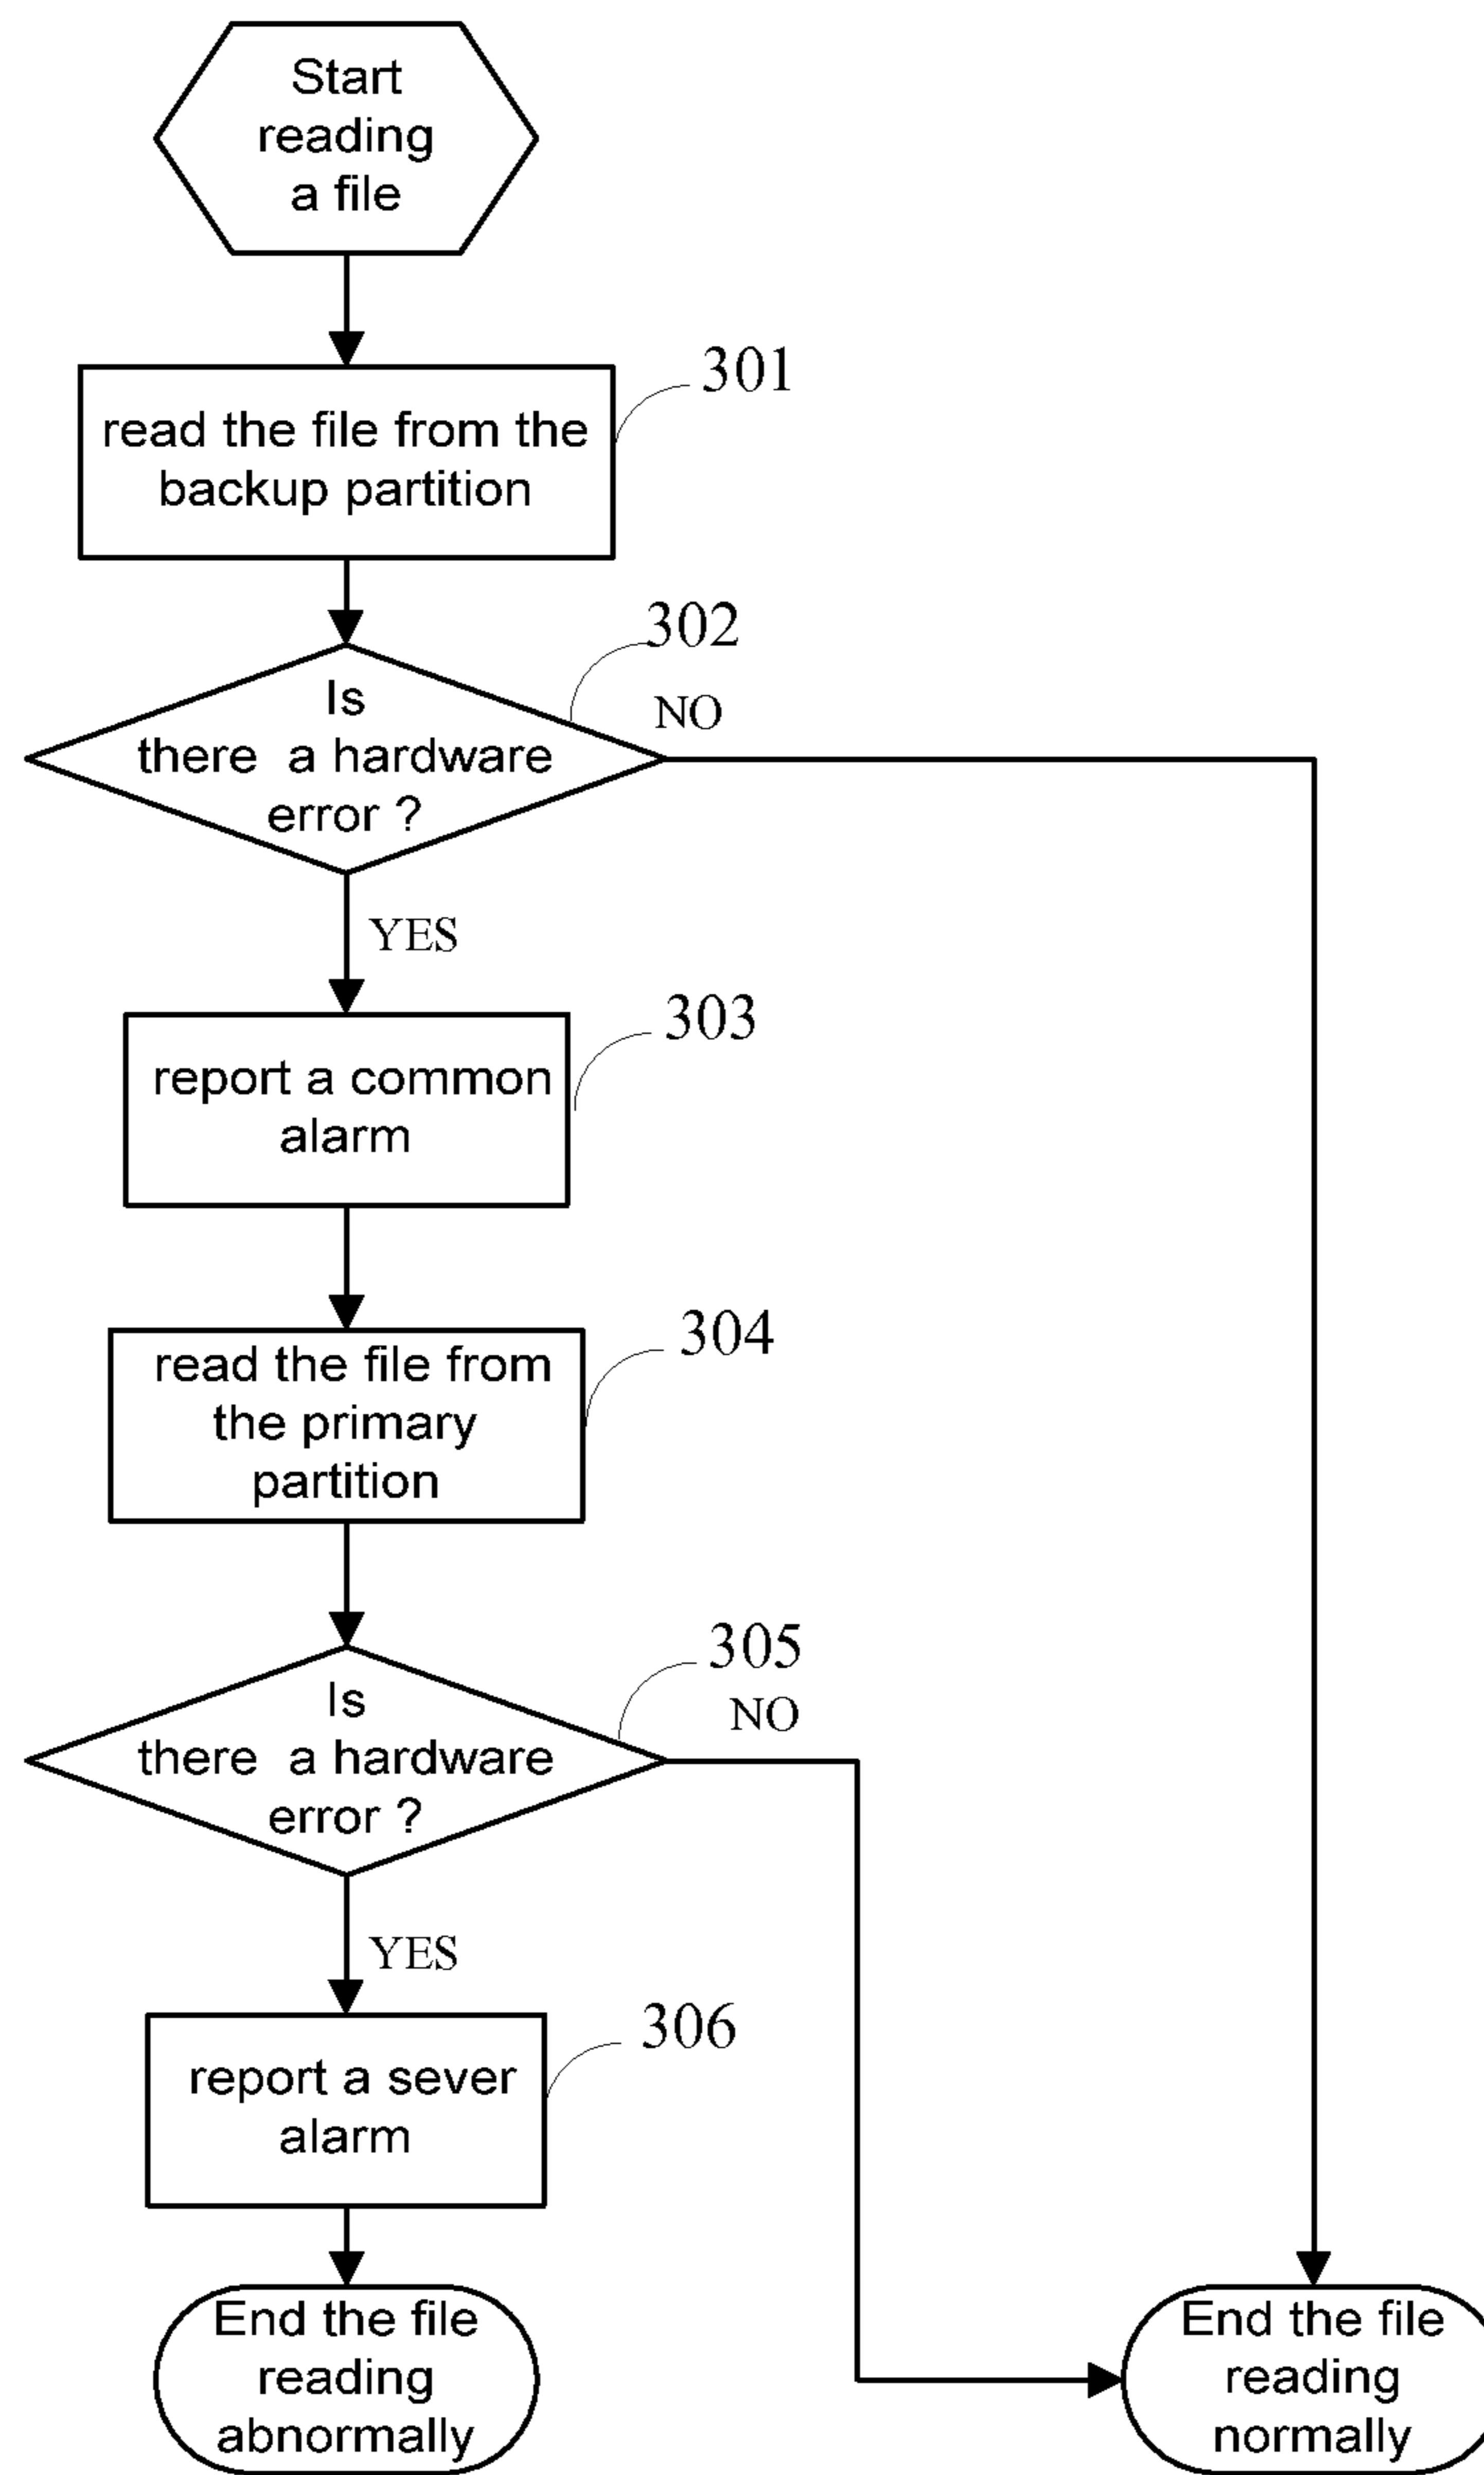 Start
reading
a file
301
read the file from the
backup partition
302
Is
there a hardware
error ?
NO
YES
303
report a common
alarm
304
read the file from
the primary
partition
305
Is
there a hardware
error ?
NO
YES
306
report a sever
alarm
End the file
reading
abnormally
End the file
reading
normally